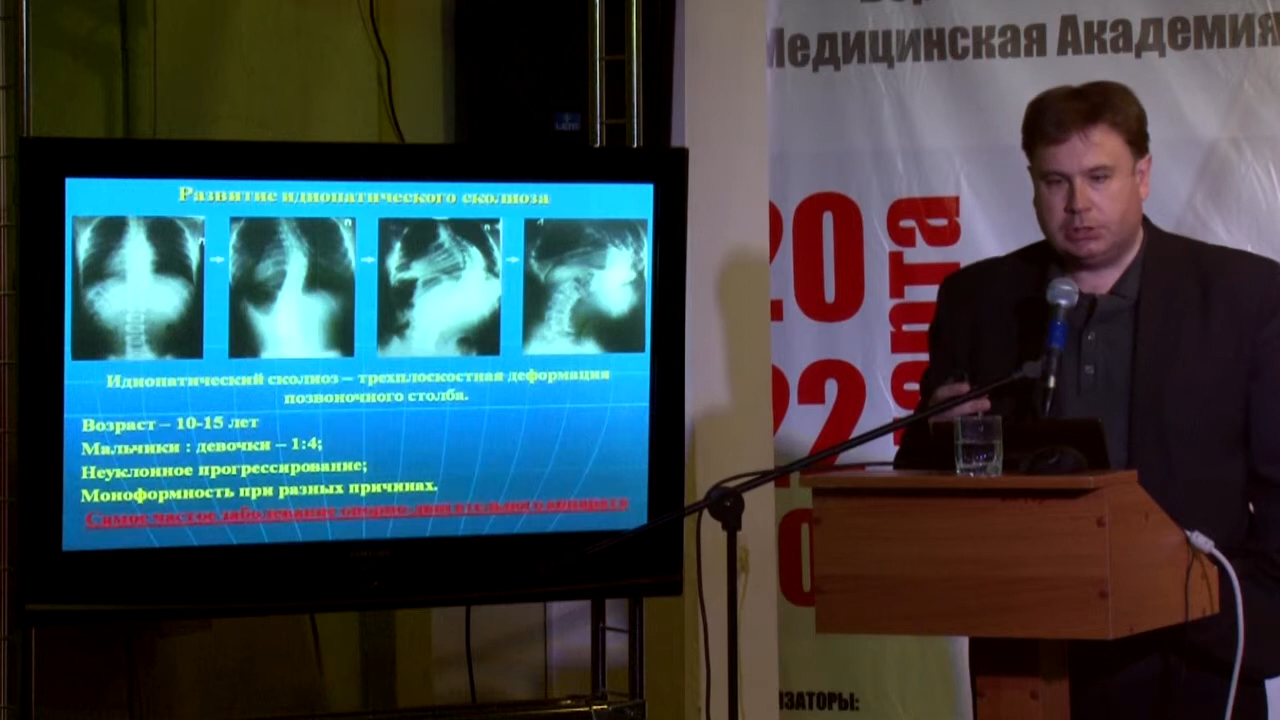 Развитие идиопатического сколиоза
Идиопатический сколиоз – трехплоскостная деформация
позвоночного столба.
Возраст – 10-15 лет
Мальчики : девочки – 1:4;
Неуклонное прогрессирование;
Моноформность при разных причинах.
Самое частое заболевание опорно-двигательного аппарата
Медицинская Академия
20
22
марта